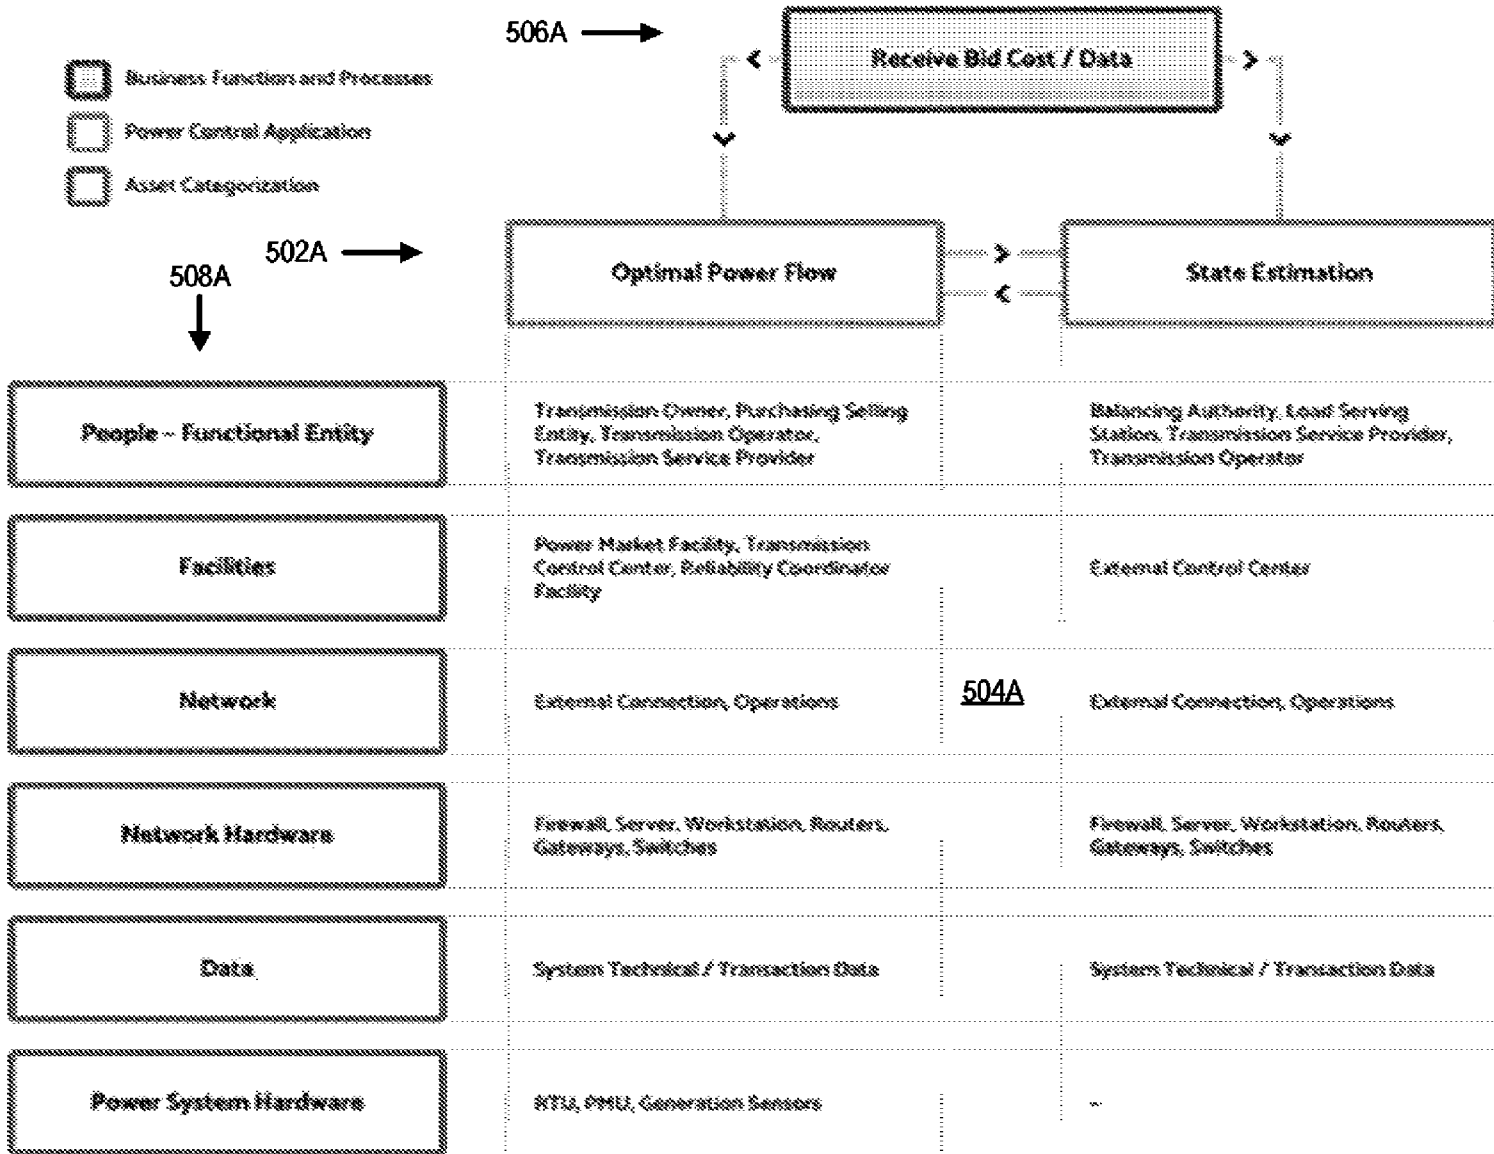 506A
Receive Bid Cost / Data
Business Function and Processes
Power Control Application
Asset Categorization
502A
508A
Optimal Power Flow
State Estimation
People – Functional Entity
Transmission Owner, Purchasing Selling
Entity, Transmission Operator,
Transmission Service Provider
Balancing Authority, Load Serving
Station, Transmission Service Provider,
Transmission Operator
Facilities
Power Market Facility, Transmission
Control Center, Reliability Coordinator
Facility
External Control Center
Network
External Connection, Operations
504A
External Connection, Operations
Network Hardware
Firewall, Server, Workstation, Routers,
Gateways, Switches
Firewall, Server, Workstation, Routers,
Gateways, Switches
Data
System Technical / Transaction Data
System Technical / Transaction Data
Power System Hardware
RTU, PMU, Generation Sensors
–